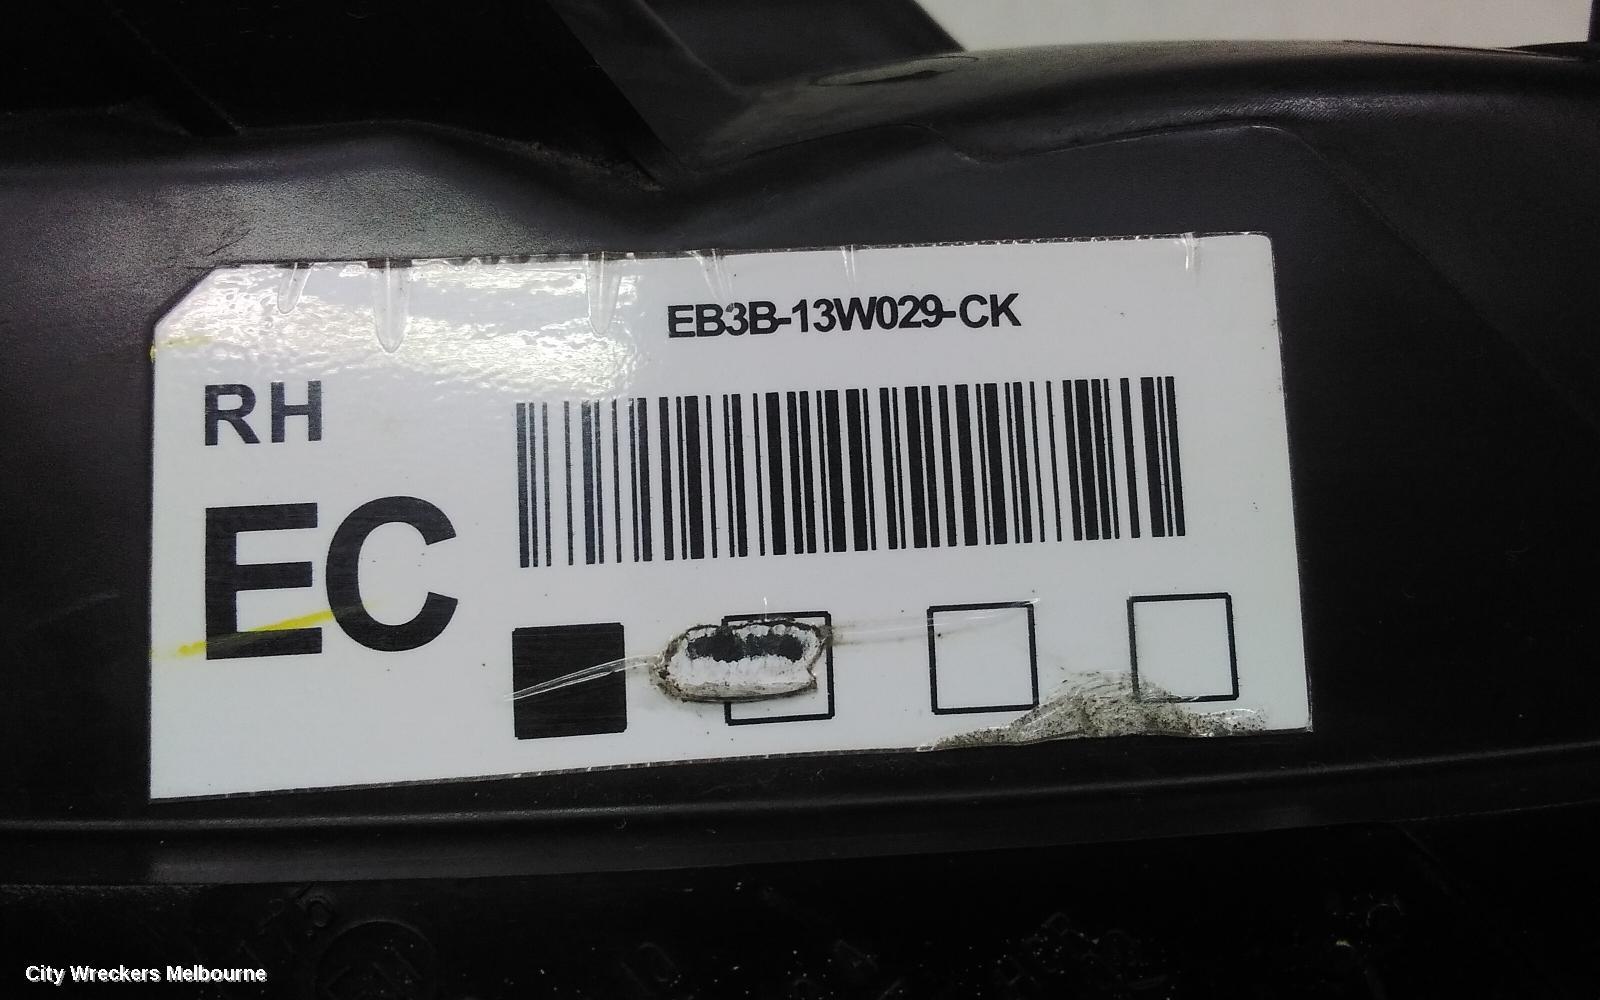 EB3B-13W029-CK
RH
EC
City Wreckers Melbourne